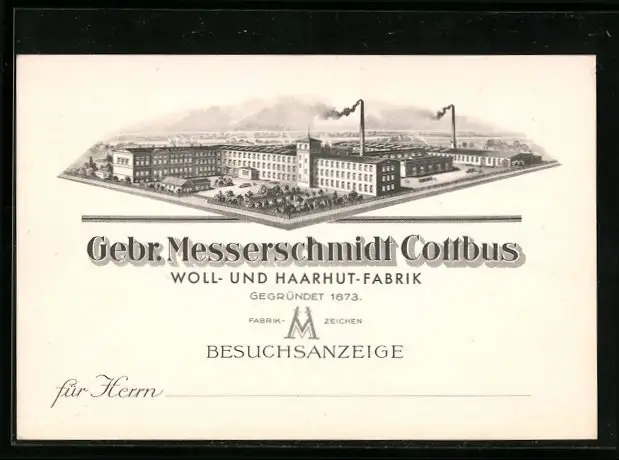 Gebr. Messerschmidt Cottbus
WOLL- UND HAARHUT-FABRIK
GEGRÜNDET 1873.
FABRIK- M ZEICHEN
BESUCHSANZEIGE
für Herrn